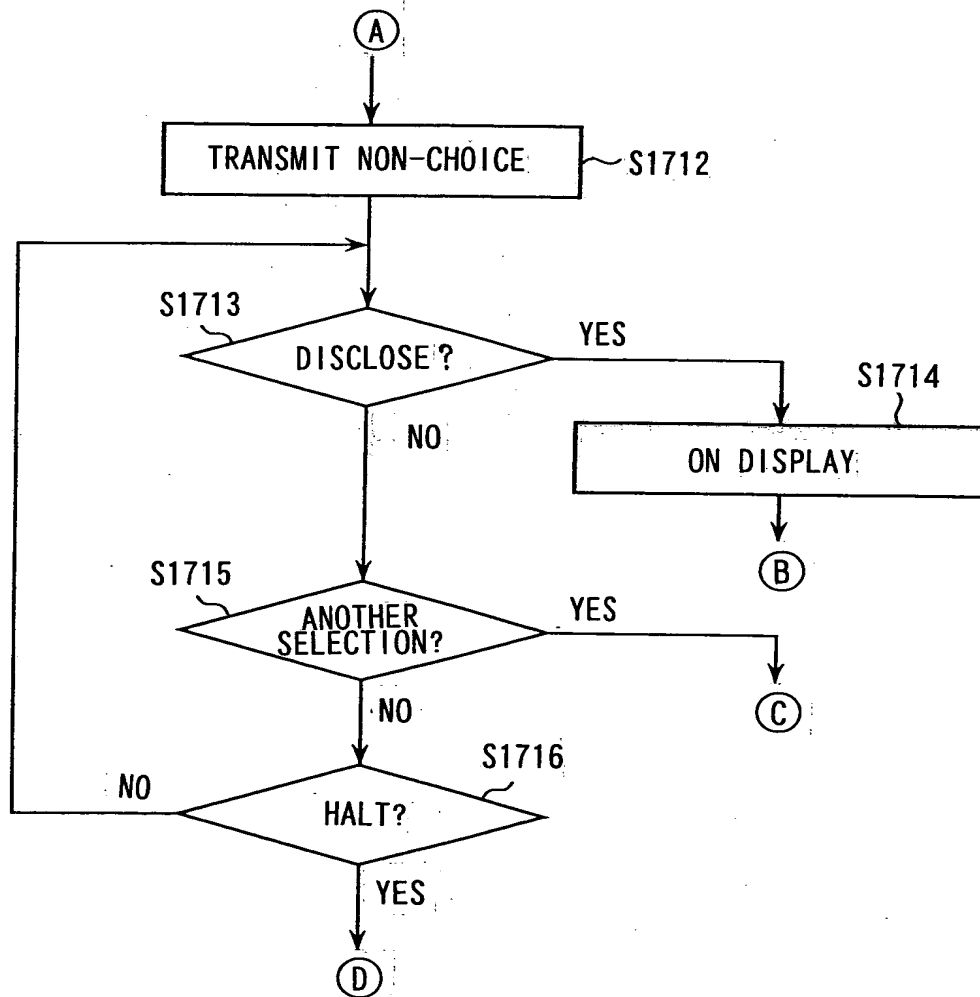 A
TRANSMIT NON-CHOICE
S1712
S1713
DISCLOSE?
YES
NO
S1714
ON DISPLAY
B
S1715
ANOTHER
SELECTION?
YES
NO
C
S1716
HALT?
NO
YES
D